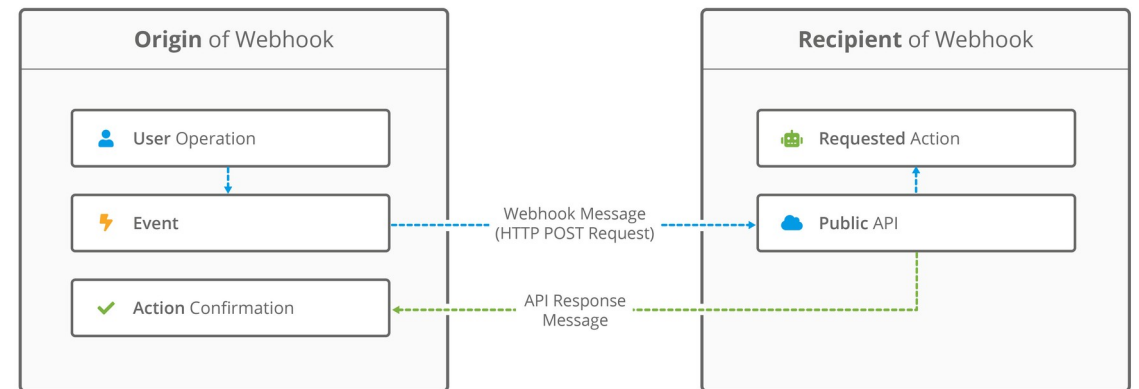 Origin of Webhook
User Operation
Event
Action Confirmation
Webhook Message
(HTTP POST Request)
API Response
Message
Recipient of Webhook
Requested Action
Public API